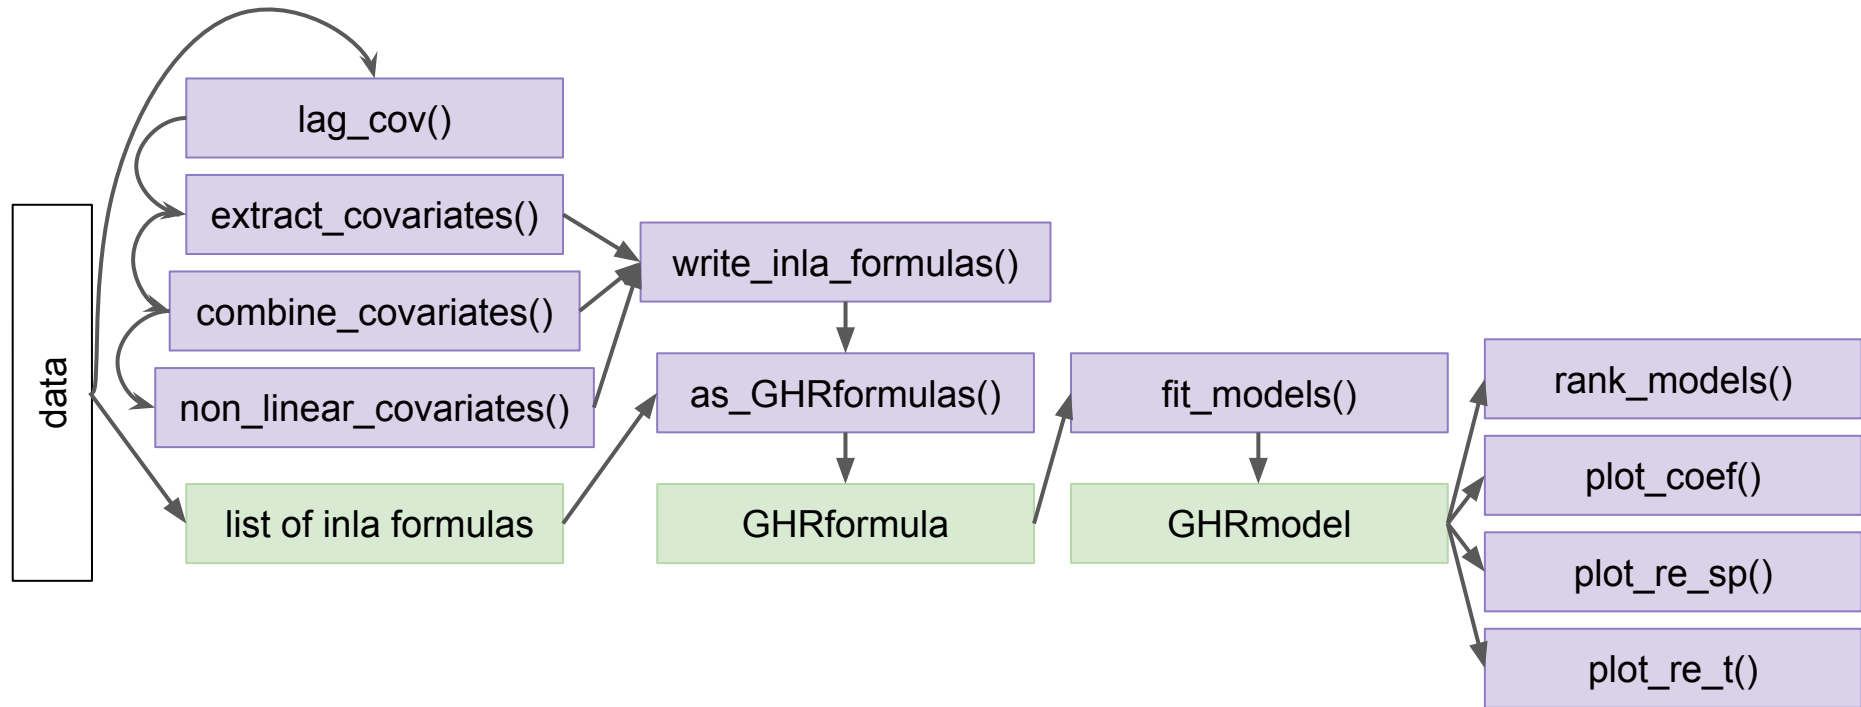 data
lag_cov()
extract_covariates()
combine_covariates()
non_linear_covariates()
list of inla formulas
write_inla_formulas()
as_GHRformulas()
GHRformula
fit_models()
GHRmodel
rank_models()
plot_coef()
plot_re_sp()
plot_re_t()